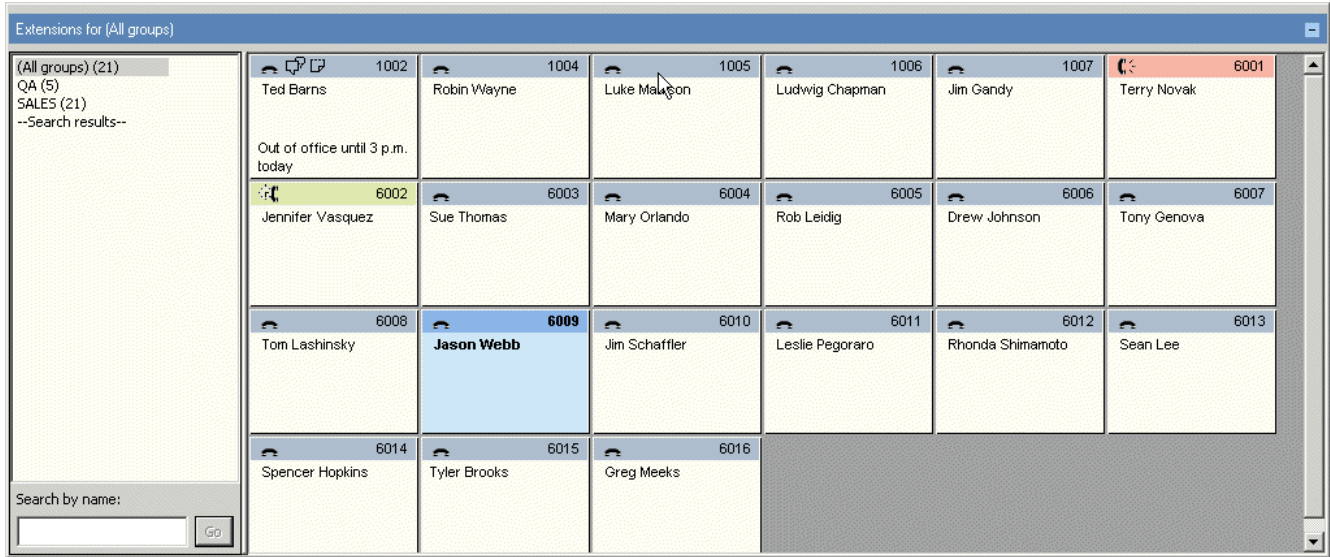 Extensions for (All groups)
(All groups) (21)
QA (5)
SALES (21)
--Search results--
1002
Ted Barns
Out of office until 3 p.m.
today
1004
Robin Wayne
1005
Luke
1006
Ludwig Chapman
1007
Jim Gandy
6001
Terry Novak
6002
Jennifer Vasquez
6003
Sue Thomas
6004
Mary Orlando
6005
Rob Leidig
6006
Drew Johnson
6007
Tony Genova
6008
Tom Lashinsky
6009
Jason Webb
6010
Jim Schaffler
6011
Leslie Pegoraro
6012
Rhonda Shimamoto
6013
Sean Lee
6014
Spencer Hopkins
6015
Tyler Brooks
6016
Greg Meeks
Search by name:
Go